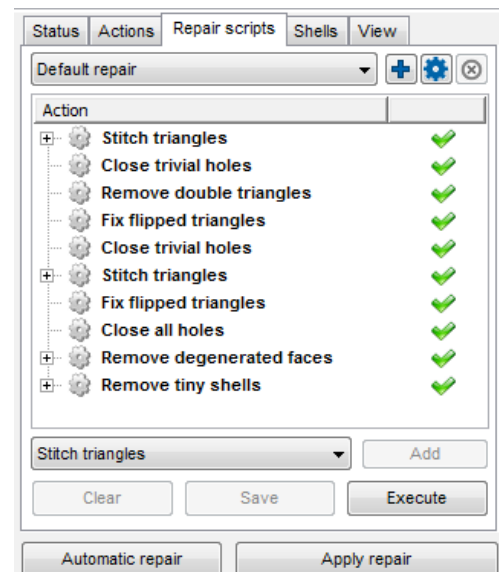 Status Actions Repair scripts Shells View
Default repair
Action
Stitch triangles
Close trivial holes
Remove double triangles
Fix flipped triangles
Close trivial holes
Stitch triangles
Fix flipped triangles
Close all holes
Remove degenerated faces
Remove tiny shells
Stitch triangles Add
Clear Save Execute
Automatic repair Apply repair